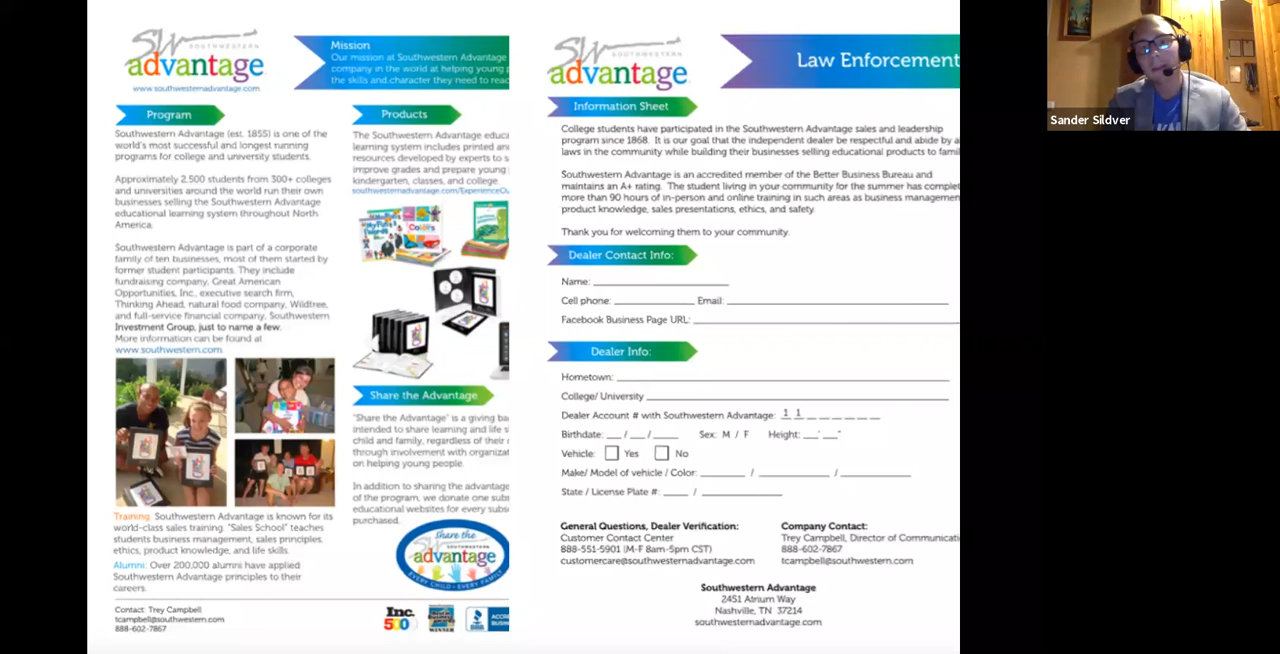 SW SOUTHWESTERN
advantage
www.southwesternadvantage.com
Mission
Our mission at Southwestern Advantage
company in the world at helping young
the skills and character they need to
Program
Southwestern Advantage (est. 1855) is one of the
world's most successful and longest running
programs for college and university students.
Approximately 2,500 students from 300+ colleges
and universities around the world run their own
businesses selling the Southwestern Advantage
educational learning system throughout North
America.
Southwestern Advantage is part of a corporate
family of ten businesses, most of them started by
former student participants. They include
fundraising company, Great American
Opportunities, Inc., executive search firm,
Thinking Ahead, natural food company, Wildtree,
and full-service financial company, Southwestern
Investment Group, just to name a few.
More information can be found at
www.southwestern.com.
Training: Southwestern Advantage is known for its
world-class sales training. "Sales School" teaches
students business management, sales principles,
ethics, product knowledge, and life skills.
Alumni: Over 200,000 alumni have applied
Southwestern Advantage principles to their
careers.
Contact: Trey Campbell
tcampbell@southwestern.com
888-602-7867
Products
The Southwestern Advantage educa
learning system includes printed an
resources developed by experts to s
improve grades and prepare young
kindergarten, classes, and college.
southwesternadvantage.com/ExperienceOu
Colors
Share the Advantage
"Share the Advantage" is a giving ba
intended to share learning and life s
child and family, regardless of their
through involvement with organizat
on helping young people.
In addition to sharing the advantage
of the program, we donate one sub
educational websites for every subs
purchased.
Share the
SOUTHWESTERN
advantage
EVERY CHILD • EVERY FAMILY
Inc.
500
WINNER
BBB
ACCRE
BUSIN
SW SOUTHWESTERN
advantage
Law Enforcement
Information Sheet
College students have participated in the Southwestern Advantage sales and leadership
program since 1868. It is our goal that the independent dealer be respectful and abide by a
laws in the community while building their businesses selling educational products to famil
Southwestern Advantage is an accredited member of the Better Business Bureau and
maintains an A+ rating. The student living in your community for the summer has complet
more than 90 hours of in-person and online training in such areas as business managemen
product knowledge, sales presentations, ethics, and safety.
Thank you for welcoming them to your community.
Dealer Contact Info:
Name:
Cell phone: Email:
Facebook Business Page URL:
Dealer Info:
Hometown:
College/ University
Dealer Account # with Southwestern Advantage: 1 1
Birthdate: / / Sex: M / F Height: ' "
Vehicle: Yes No
Make/ Model of vehicle / Color: / /
State / License Plate #: /
General Questions, Dealer Verification:
Customer Contact Center
888-551-5901 (M-F 8am-5pm CST)
customercare@southwesternadvantage.com
Company Contact:
Trey Campbell, Director of Communicati
888-602-7867
tcampbell@southwestern.com
Southwestern Advantage
2451 Atrium Way
Nashville, TN 37214
southwesternadvantage.com
Sander Sildver